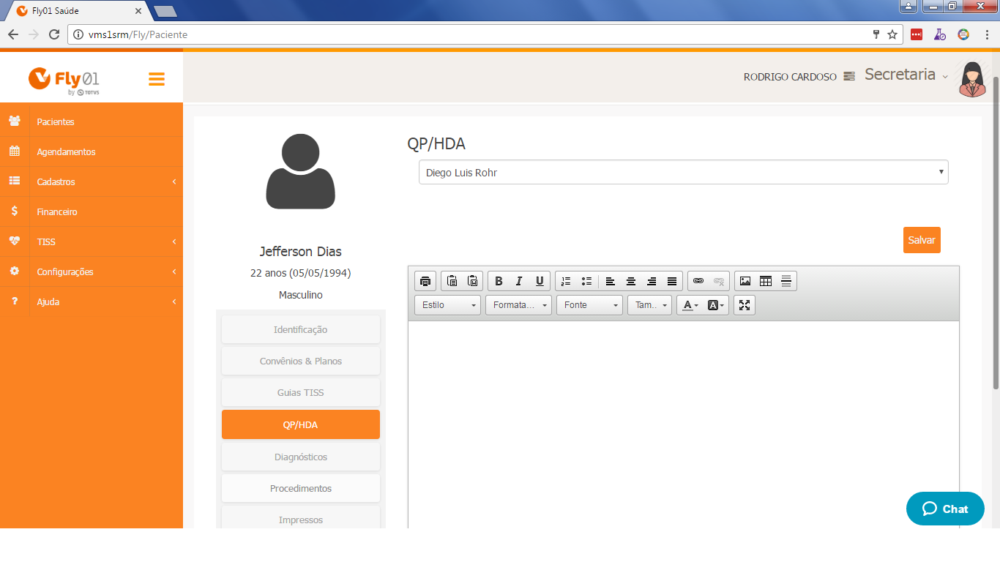 Fly01 Saúde
vms1srm/Fly/Paciente
Fly01
by TOTVS
RODRIGO CARDOSO
Secretaria
Pacientes
Agendamentos
Cadastros
Financeiro
TISS
Configurações
Ajuda
Jefferson Dias
22 anos (05/05/1994)
Masculino
Identificação
Convênios & Planos
Guias TISS
QP/HDA
Diagnósticos
Procedimentos
Impressos
QP/HDA
Diego Luis Rohr
Salvar
B I U
Estilo Formata... Fonte Tam... A A
Chat